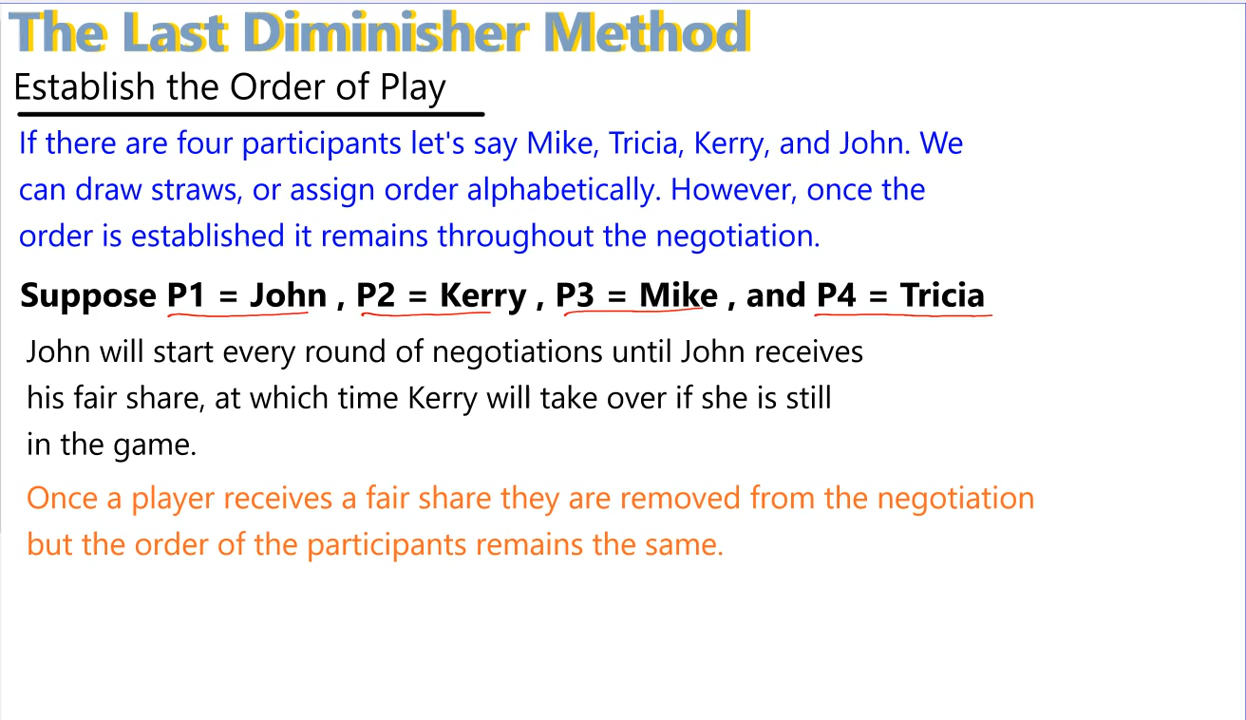 The Last Diminisher Method
Establish the Order of Play
If there are four participants let's say Mike, Tricia, Kerry, and John. We
can draw straws, or assign order alphabetically. However, once the
order is established it remains throughout the negotiation.
Suppose P1 = John , P2 = Kerry , P3 = Mike , and P4 = Tricia
John will start every round of negotiations until John receives
his fair share, at which time Kerry will take over if she is still
in the game.
Once a player receives a fair share they are removed from the negotiation
but the order of the participants remains the same.